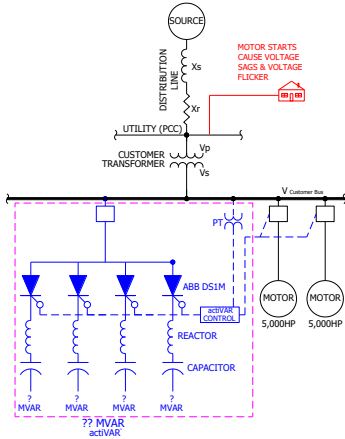 SOURCE
MOTOR STARTS
CAUSE VOLTAGE
SAGS & VOLTAGE
FLICKER
DISTRIBUTION
LINE
Xs
Xr
UTILITY (PCC)
Vp
CUSTOMER
TRANSFORMER
Vs
V Customer Bus
PT
ABB DS1M
actiVAR
CONTROL
MOTOR
MOTOR
5,000HP
5,000HP
REACTOR
CAPACITOR
?
MVAR
?
MVAR
?
MVAR
?
MVAR
?? MVAR
actiVAR